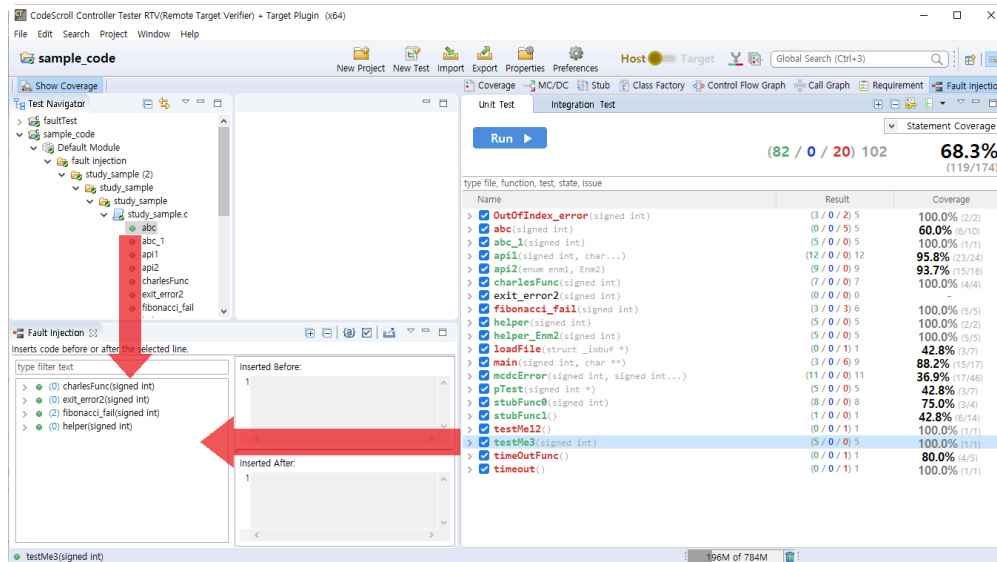 CodeScroll Controller Tester RTV(Remote Target Verifier) + Target Plugin (x64)
File Edit Search Project Window Help
sample_code
New Project New Test Import Export Properties Preferences
Host Target
Global Search (Ctrl+3)
Show Coverage
Coverage MC/DC Stub Class Factory Control Flow Graph Call Graph Requirement Fault Injectio
Test Navigator
faultTest
sample_code
Default Module
fault injection
study_sample (2)
study_sample
study_sample
study_sample.c
abc
abc_1
api1
api2
charlesFunc
exit_error2
fibonacci_fail
Fault Injection
Inserts code before or after the selected line.
type filter text
(0) charlesFunc(signed int)
(0) exit_error2(signed int)
(2) fibonacci_fail(signed int)
(0) helper(signed int)
Inserted Before:
1
Inserted After:
1
Unit Test Integration Test
Run
Statement Coverage
(82 / 0 / 20) 102 68.3%
(119/174)
type file, function, test, state, issue
Name Result Coverage
OutOfIndex_error(signed int) (3 / 0 / 2) 5 100.0% (2/2)
abc(signed int) (0 / 0 / 5) 5 60.0% (6/10)
abc_1(signed int) (5 / 0 / 0) 5 100.0% (1/1)
api1(signed int, char...) (12 / 0 / 0) 12 95.8% (23/24)
api2(enum enm1, Enm2) (9 / 0 / 0) 9 93.7% (15/16)
charlesFunc(signed int) (7 / 0 / 0) 7 100.0% (4/4)
exit_error2(signed int) (0 / 0 / 0) 0 -
fibonacci_fail(signed int) (3 / 0 / 3) 6 100.0% (5/5)
helper(signed int) (5 / 0 / 0) 5 100.0% (2/2)
helper_Enm2(signed int) (5 / 0 / 0) 5 100.0% (5/5)
loadFile(struct _iobuf *) (0 / 0 / 1) 1 42.8% (3/7)
main(signed int, char **) (3 / 0 / 6) 9 88.2% (15/17)
mcdcError(signed int, signed int...) (11 / 0 / 0) 11 36.9% (17/46)
pTest(signed int *) (5 / 0 / 0) 5 42.8% (3/7)
stubFunc0(signed int) (8 / 0 / 0) 8 75.0% (3/4)
stubFunc1() (1 / 0 / 0) 1 42.8% (6/14)
testMe12() (0 / 0 / 1) 1 100.0% (1/1)
testMe3(signed int) (5 / 0 / 0) 5 100.0% (1/1)
timeOutFunc() (0 / 0 / 1) 1 80.0% (4/5)
timeout() (0 / 0 / 1) 1 100.0% (1/1)
testMe3(signed int)
196M of 784M